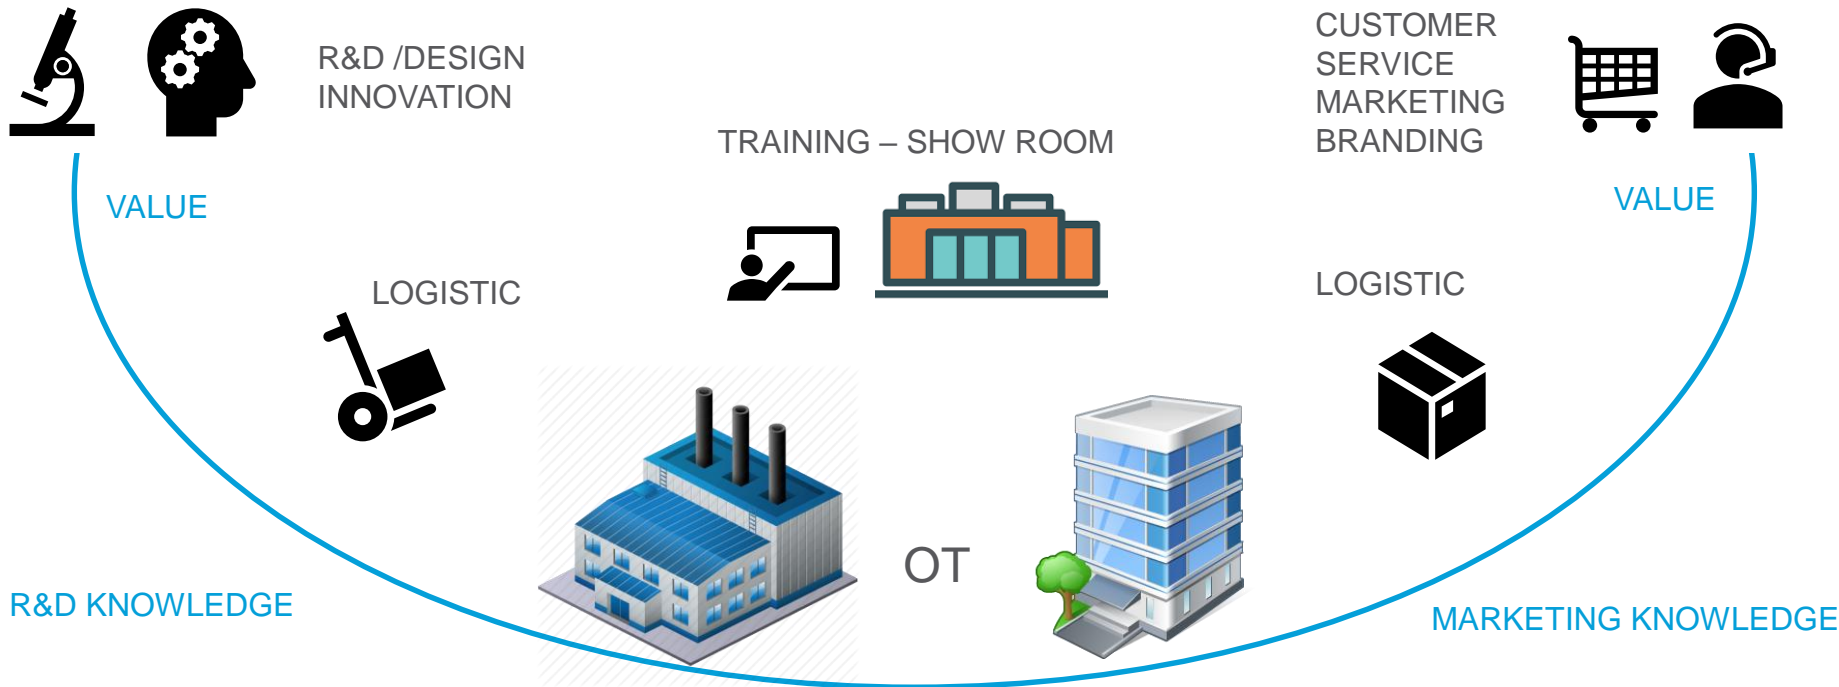 R&D /DESIGN
INNOVATION
CUSTOMER
SERVICE
MARKETING
BRANDING
TRAINING – SHOW ROOM
VALUE
VALUE
LOGISTIC
LOGISTIC
OT
R&D KNOWLEDGE
MARKETING KNOWLEDGE